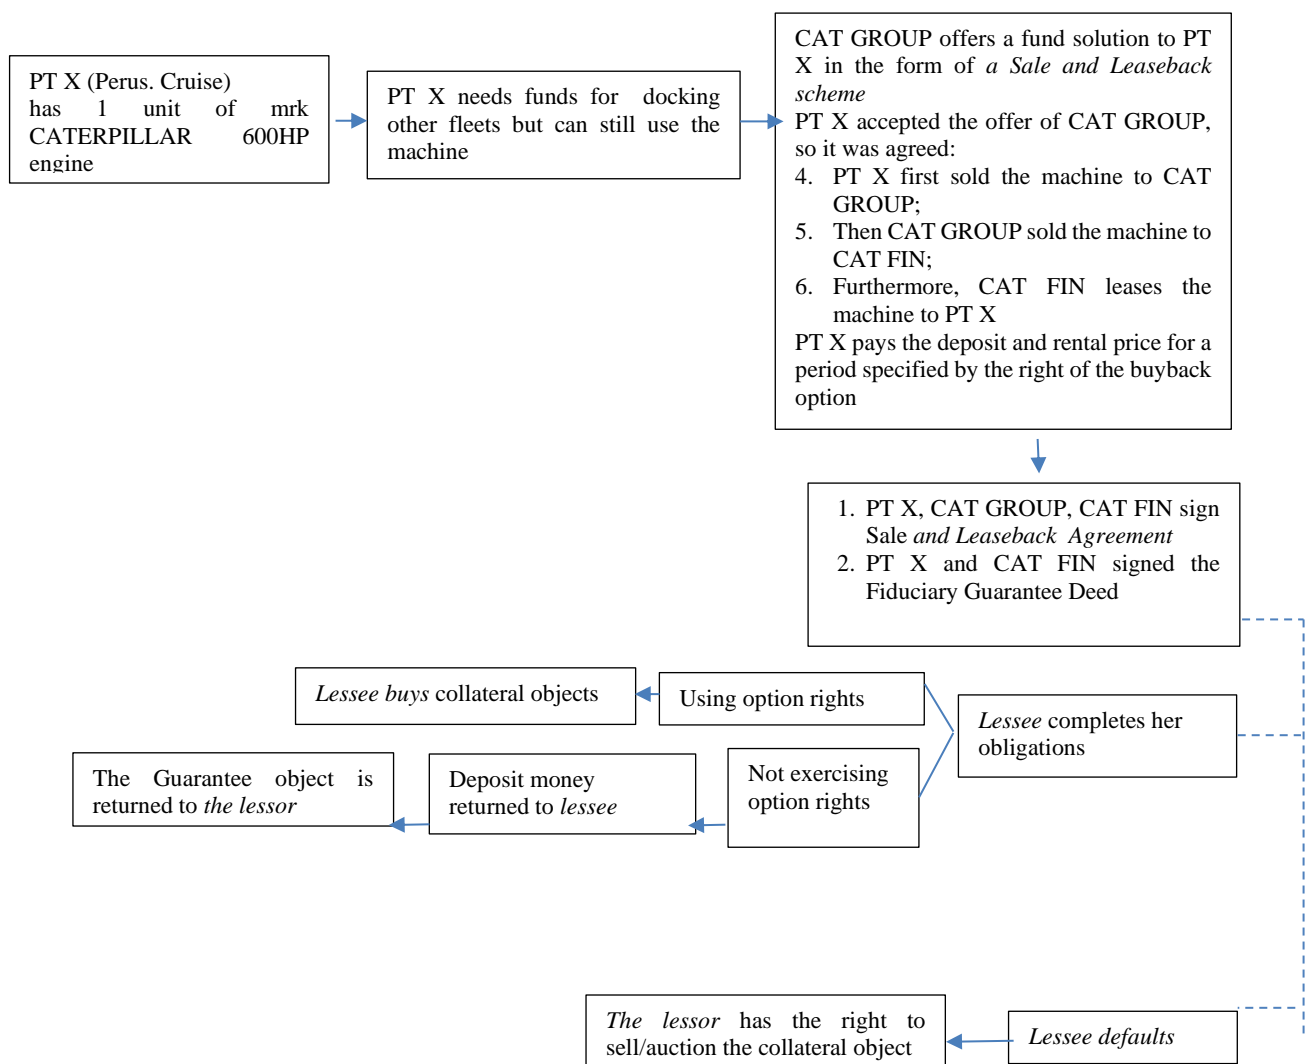 PT X (Perus. Cruise)
has 1 unit of mrk
CATERPILLAR 600HP
engine
PT X needs funds for docking
other fleets but can still use the
machine
CAT GROUP offers a fund solution to PT
X in the form of a Sale and Leaseback
scheme
PT X accepted the offer of CAT GROUP,
so it was agreed:
4. PT X first sold the machine to CAT
GROUP;
5. Then CAT GROUP sold the machine to
CAT FIN;
6. Furthermore, CAT FIN leases the
machine to PT X
PT X pays the deposit and rental price for a
period specified by the right of the buyback
option
1. PT X, CAT GROUP, CAT FIN sign
Sale and Leaseback Agreement
2. PT X and CAT FIN signed the
Fiduciary Guarantee Deed
Lessee buys collateral objects
Using option rights
Lessee completes her
obligations
The Guarantee object is
returned to the lessor
Deposit money
returned to lessee
Not exercising
option rights
The lessor has the right to
sell/auction the collateral object
Lessee defaults